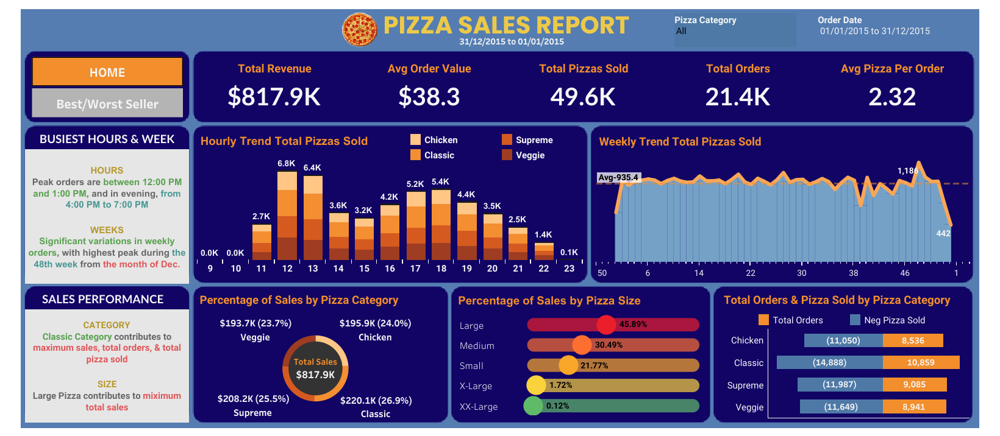 PIZZA SALES REPORT
31/12/2015 to 01/01/2015
Pizza Category
All
Order Date
01/01/2015 to 31/12/2015
HOME
Best/Worst Seller
Total Revenue
$817.9K
Avg Order Value
$38.3
Total Pizzas Sold
49.6K
Total Orders
21.4K
Avg Pizza Per Order
2.32
BUSIEST HOURS & WEEK
HOURS
Peak orders are between 12:00 PM
and 1:00 PM, and in evening, from
4:00 PM to 7:00 PM
WEEKS
Significant variations in weekly
orders, with highest peak during the
48th week from the month of Dec.
Hourly Trend Total Pizzas Sold
Chicken
Supreme
Classic
Veggie
0.0K 0.0K 2.7K 6.8K 6.4K 3.6K 3.2K 4.2K 5.2K 5.4K 4.4K 3.5K 2.5K 1.4K 0.1K
9 10 11 12 13 14 15 16 17 18 19 20 21 22 23
Weekly Trend Total Pizzas Sold
Avg-935.4
1,186
442
50 6 14 22 30 38 46 1
SALES PERFORMANCE
CATEGORY
Classic Category contributes to
maximum sales, total orders, & total
pizza sold
SIZE
Large Pizza contributes to miximum
total sales
Percentage of Sales by Pizza Category
$193.7K (23.7%)
Veggie
$195.9K (24.0%)
Chicken
Total Sales
$817.9K
$208.2K (25.5%)
Supreme
$220.1K (26.9%)
Classic
Percentage of Sales by Pizza Size
Large 45.89%
Medium 30.49%
Small 21.77%
X-Large 1.72%
XX-Large 0.12%
Total Orders & Pizza Sold by Pizza Category
Total Orders
Neg Pizza Sold
Chicken (11,050) 8,536
Classic (14,888) 10,859
Supreme (11,987) 9,085
Veggie (11,649) 8,941